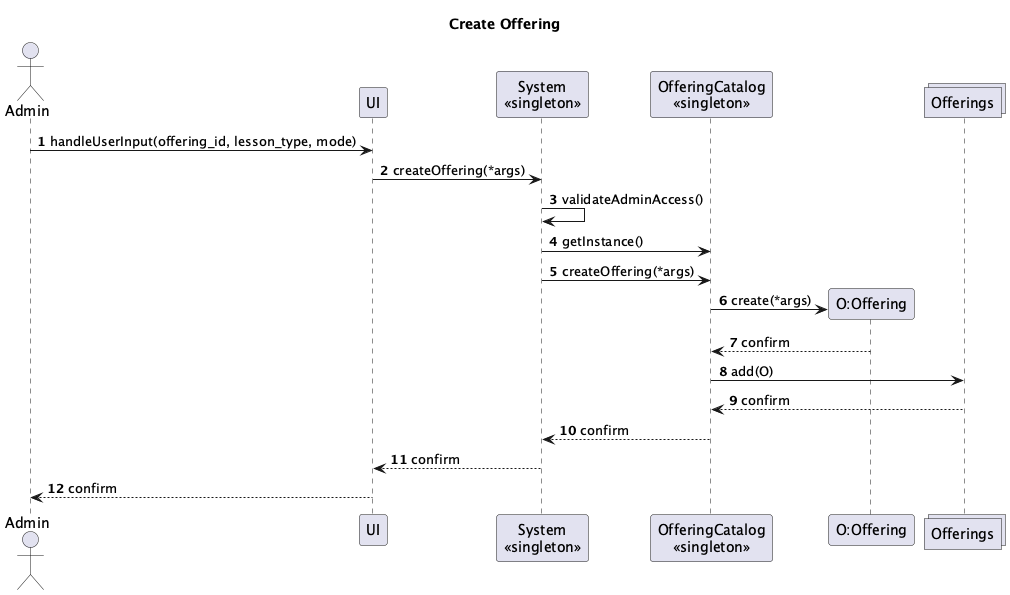 Create Offering
Admin
UI
System
«singleton»
OfferingCatalog
«singleton»
Offerings
1 handleUserInput(offering_id, lesson_type, mode)
2 createOffering(*args)
3 validateAdminAccess()
4 getInstance()
5 createOffering(*args)
6 create(*args)
O:Offering
7 confirm
8 add(O)
9 confirm
10 confirm
11 confirm
12 confirm
Admin
UI
System
«singleton»
OfferingCatalog
«singleton»
O:Offering
Offerings